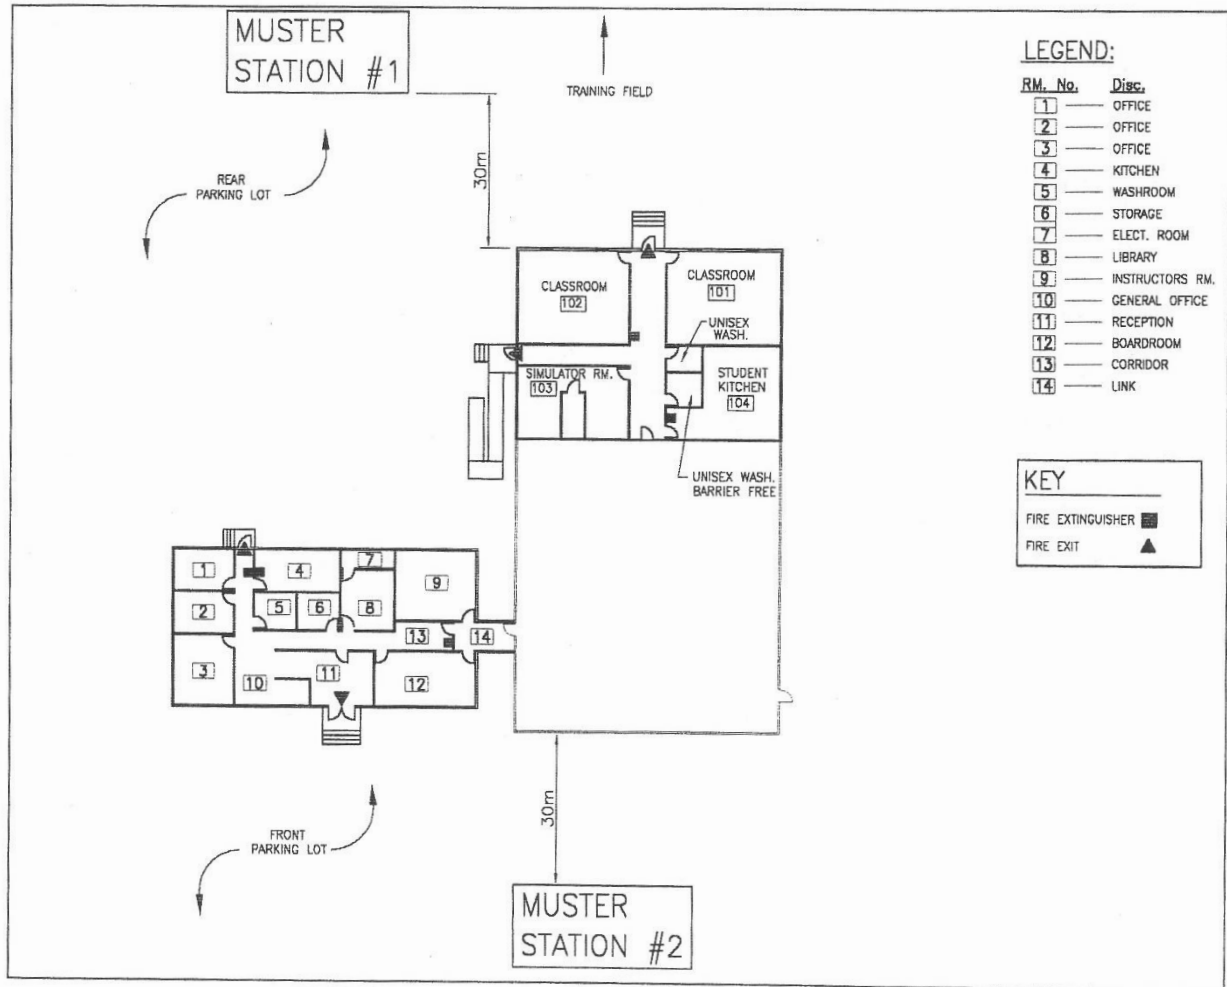 MUSTER
STATION #1
TRAINING FIELD
30m
REAR
PARKING LOT
LEGEND:
RM. No. Disc.
1 OFFICE
2 OFFICE
3 OFFICE
4 KITCHEN
5 WASHROOM
6 STORAGE
7 ELECT. ROOM
8 LIBRARY
9 INSTRUCTORS RM.
10 GENERAL OFFICE
11 RECEPTION
12 BOARDROOM
13 CORRIDOR
14 LINK
CLASSROOM
102
CLASSROOM
101
UNISEX
WASH.
SIMULATOR RM.
103
STUDENT
KITCHEN
104
UNISEX WASH.
BARRIER FREE
KEY
FIRE EXTINGUISHER
FIRE EXIT
1
4
7
9
2
5
6
8
13
14
3
10
11
12
30m
FRONT
PARKING LOT
MUSTER
STATION #2